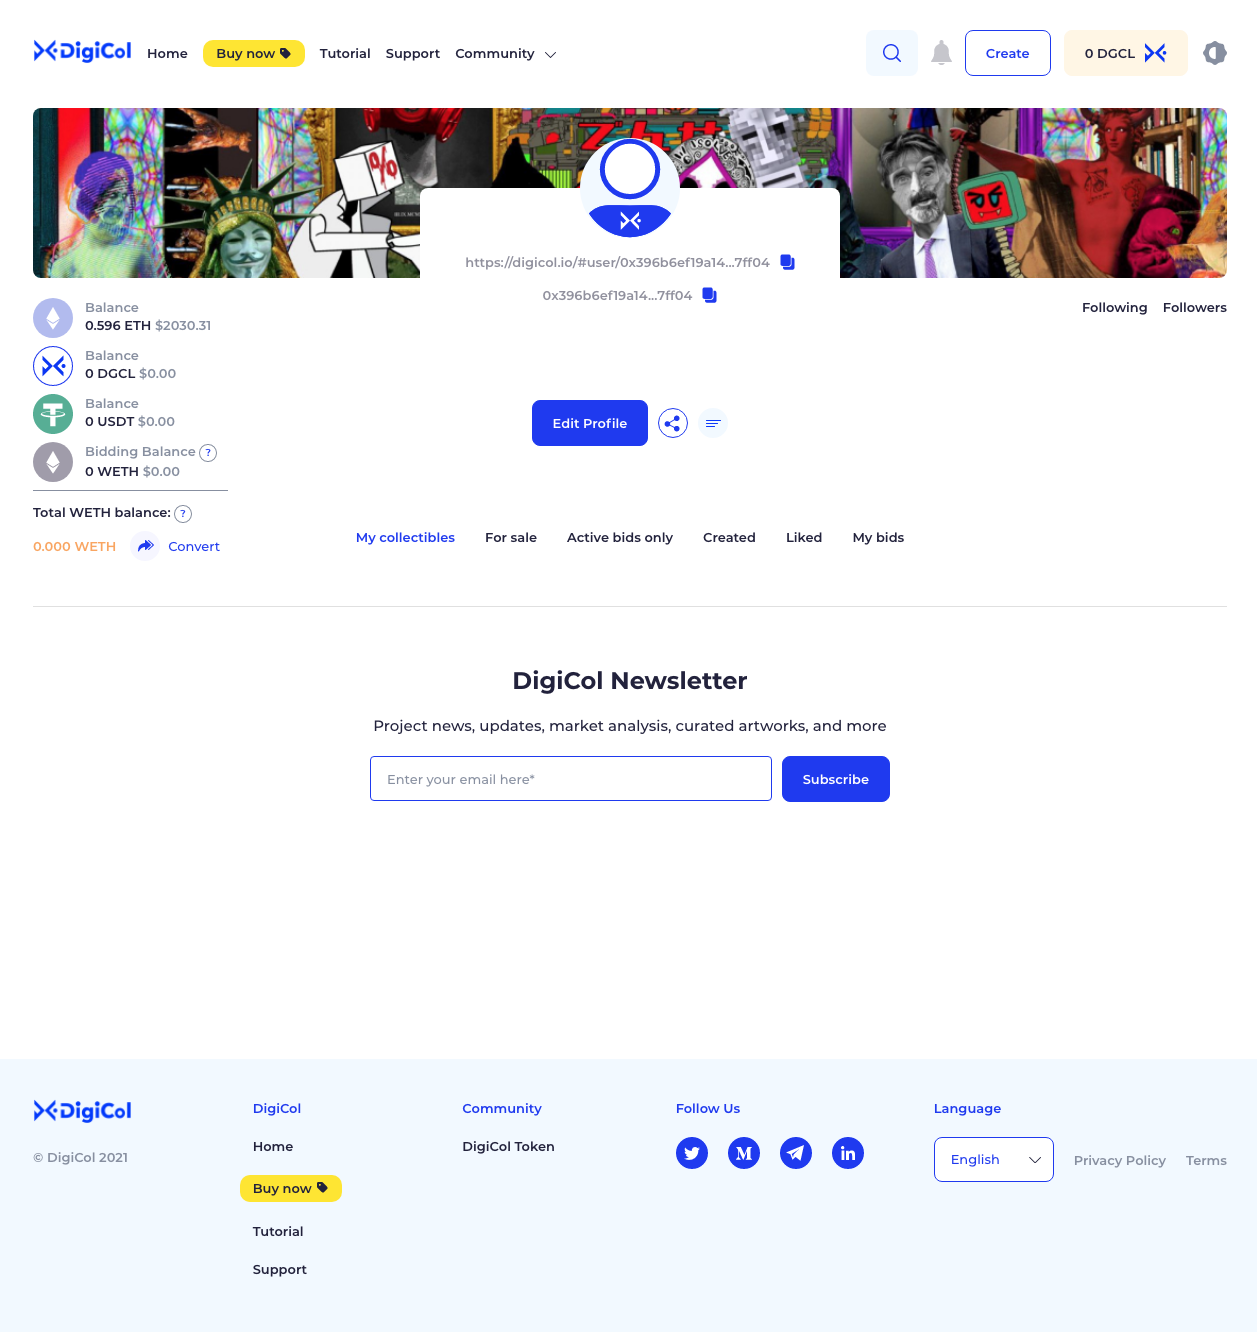 DigiCol
Home
Buy now
Tutorial
Support
Community
Create
0 DGCL
%
https://digicol.io/#user/0x396b6ef19a14...7ff04
0x396b6ef19a14...7ff04
Following
Followers
Balance
0.596 ETH $2030.31
Balance
0 DGCL $0.00
Balance
0 USDT $0.00
Bidding Balance ?
0 WETH $0.00
Total WETH balance: ?
0.000 WETH
Convert
Edit Profile
My collectibles
For sale
Active bids only
Created
Liked
My bids
DigiCol Newsletter
Project news, updates, market analysis, curated artworks, and more
Enter your email here*
Subscribe
DigiCol
© DigiCol 2021
DigiCol
Home
Buy now
Tutorial
Support
Community
DigiCol Token
Follow Us
Language
English
Privacy Policy
Terms